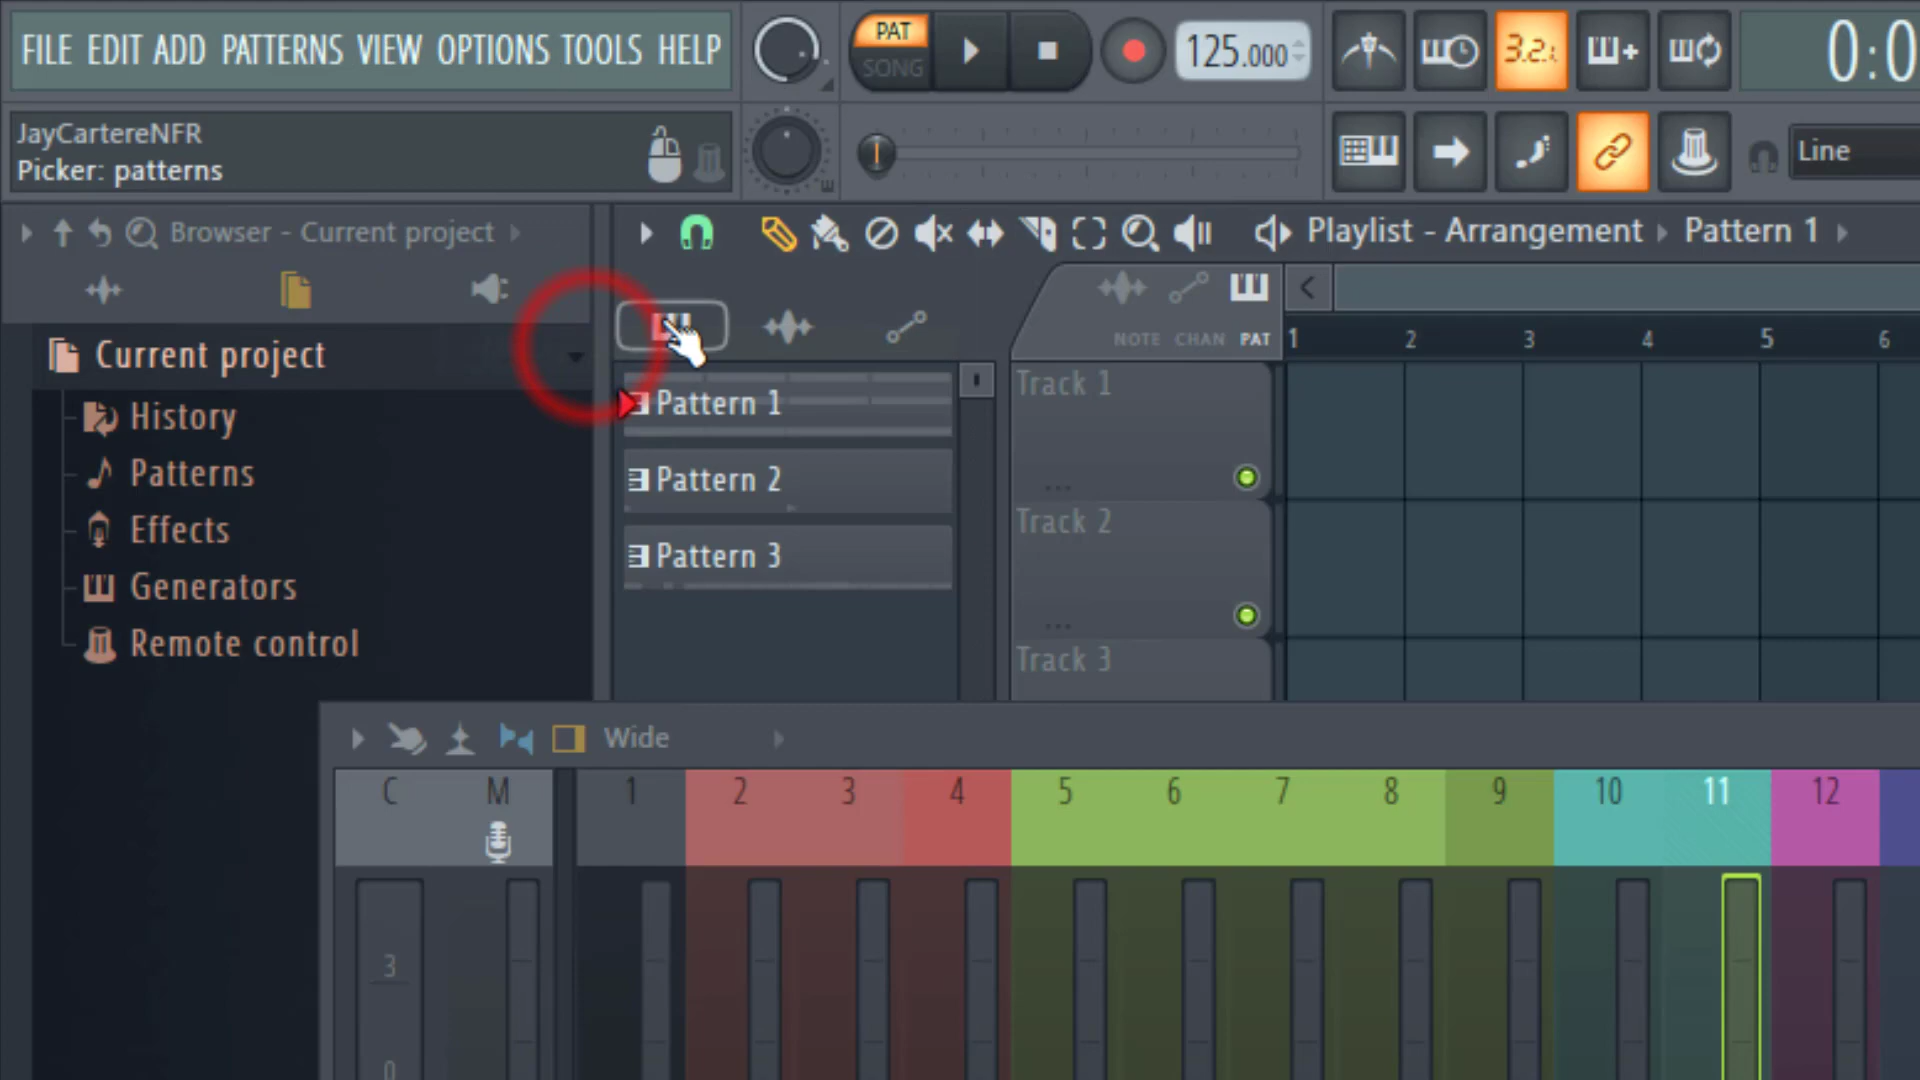 FILE EDIT ADD PATTERNS VIEW OPTIONS TOOLS HELP
PAT
SONG
125.000
3.2.
0:0
JayCartereNFR
Picker: patterns
Line
Browser - Current project
Playlist - Arrangement
Pattern 1
NOTE CHAN PAT
1 2 3 4 5 6
Current project
History
Patterns
Effects
Generators
Remote control
Pattern 1
Pattern 2
Pattern 3
Track 1
...
Track 2
...
Track 3
Wide
C M 1 2 3 4 5 6 7 8 9 10 11 12
3
0